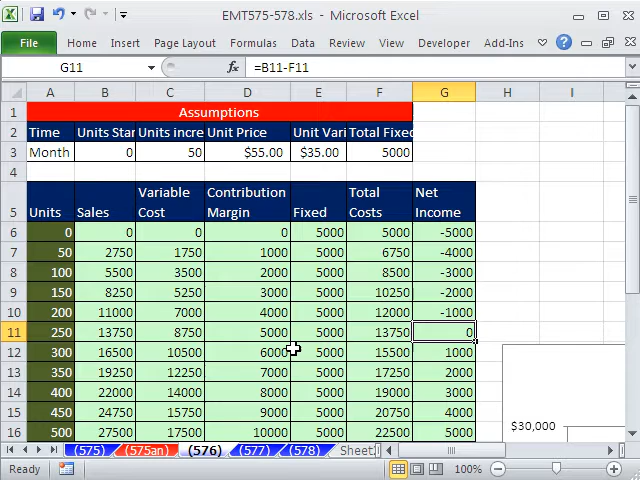 EMT575-578.xls - Microsoft Excel
File Home Insert Page Layout Formulas Data Review View Developer Add-Ins
G11 fx =B11-F11
A B C D E F G H I
1 Assumptions
2 Time Units Star Units incre Unit Price Unit Vari Total Fixed
3 Month 0 50 $55.00 $35.00 5000
4
5 Units Sales Variable Cost Contribution Margin Fixed Total Costs Net Income
6 0 0 0 0 5000 5000 -5000
7 50 2750 1750 1000 5000 6750 -4000
8 100 5500 3500 2000 5000 8500 -3000
9 150 8250 5250 3000 5000 10250 -2000
10 200 11000 7000 4000 5000 12000 -1000
11 250 13750 8750 5000 5000 13750 0
12 300 16500 10500 6000 5000 15500 1000
13 350 19250 12250 7000 5000 17250 2000
14 400 22000 14000 8000 5000 19000 3000
15 450 24750 15750 9000 5000 20750 4000
16 500 27500 17500 10000 5000 22500 5000
$30,000
(575) (575an) (576) (577) (578) Sheet
Ready 100%